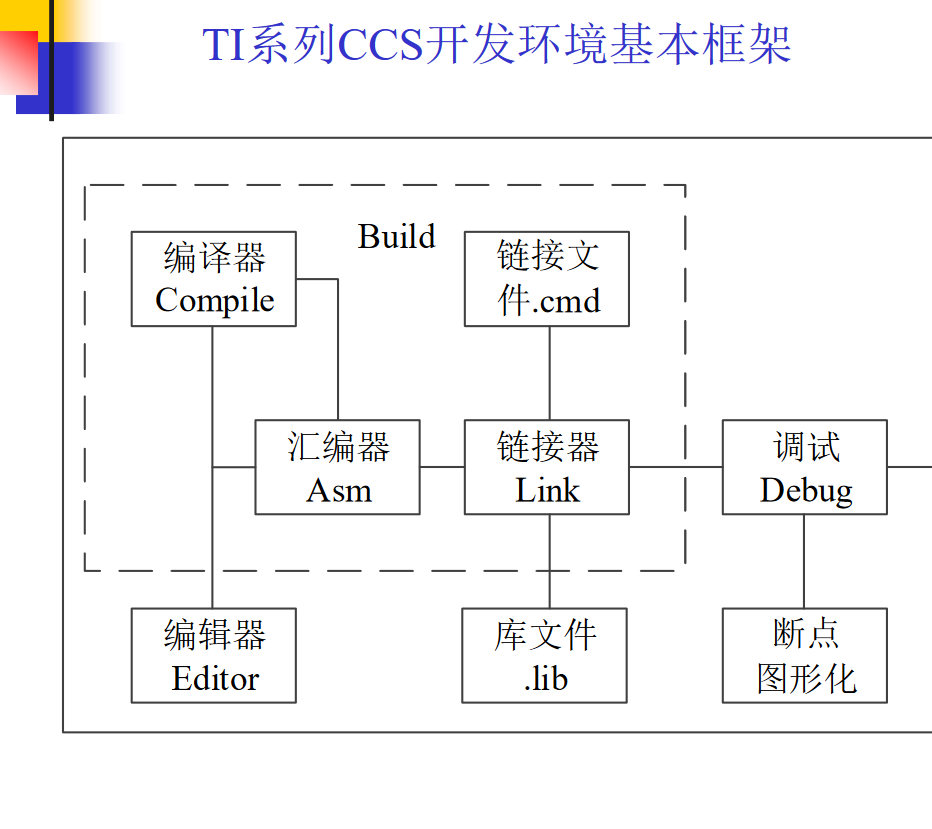 TI系列CCS开发环境基本框架
Build
编译器
Compile
链接文
件.cmd
汇编器
Asm
链接器
Link
调试
Debug
编辑器
Editor
库文件
.lib
断点
图形化